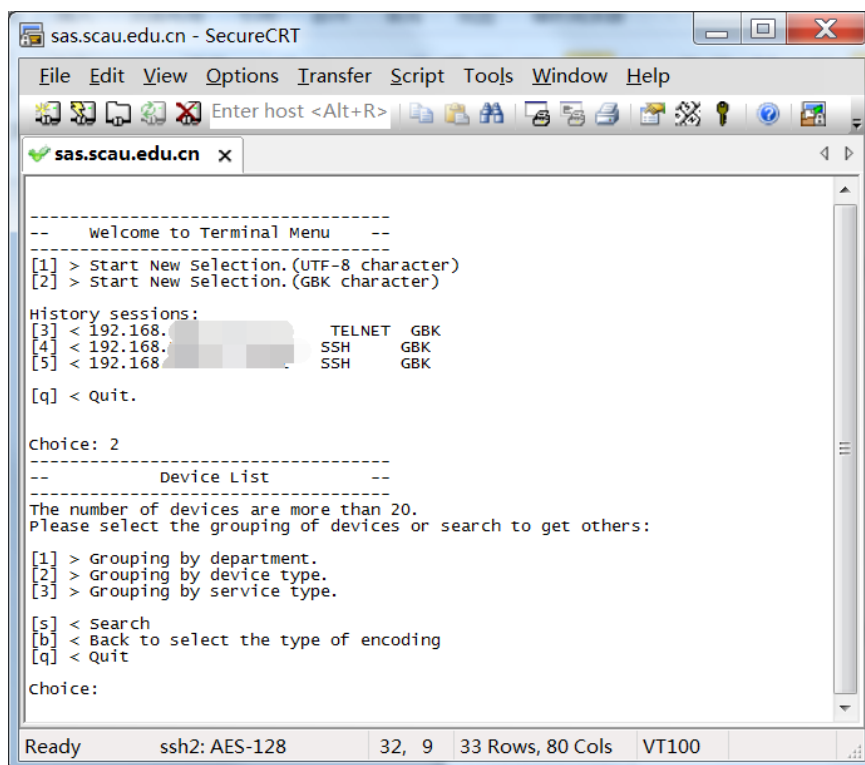 sas.scau.edu.cn - SecureCRT
File Edit View Options Transfer Script Tools Window Help
Enter host <Alt+R>
sas.scau.edu.cn x
-------------------------------------
--    Welcome to Terminal Menu    --
-------------------------------------
[1] > Start New Selection.(UTF-8 character)
[2] > Start New Selection.(GBK character)
History sessions:
[3] < 192.168. TELNET GBK
[4] < 192.168. SSH GBK
[5] < 192.168 SSH GBK
[q] < Quit.
Choice: 2
-------------------------------------
--           Device List          --
-------------------------------------
The number of devices are more than 20.
Please select the grouping of devices or search to get others:
[1] > Grouping by department.
[2] > Grouping by device type.
[3] > Grouping by service type.
[s] < Search
[b] < Back to select the type of encoding
[q] < Quit
Choice:
Ready ssh2: AES-128 32, 9 33 Rows, 80 Cols VT100